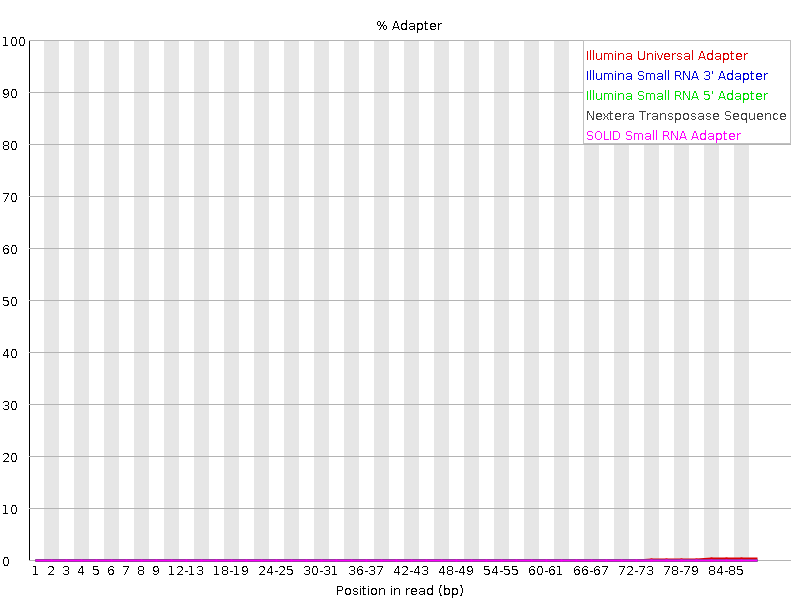 % Adapter
100
90
80
70
60
50
40
30
20
10
0
Illumina Universal Adapter
Illumina Small RNA 3' Adapter
Illumina Small RNA 5' Adapter
Nextera Transposase Sequence
SOLID Small RNA Adapter
1 2 3 4 5 6 7 8 9 12-13 18-19 24-25 30-31 36-37 42-43 48-49 54-55 60-61 66-67 72-73 78-79 84-85
Position in read (bp)